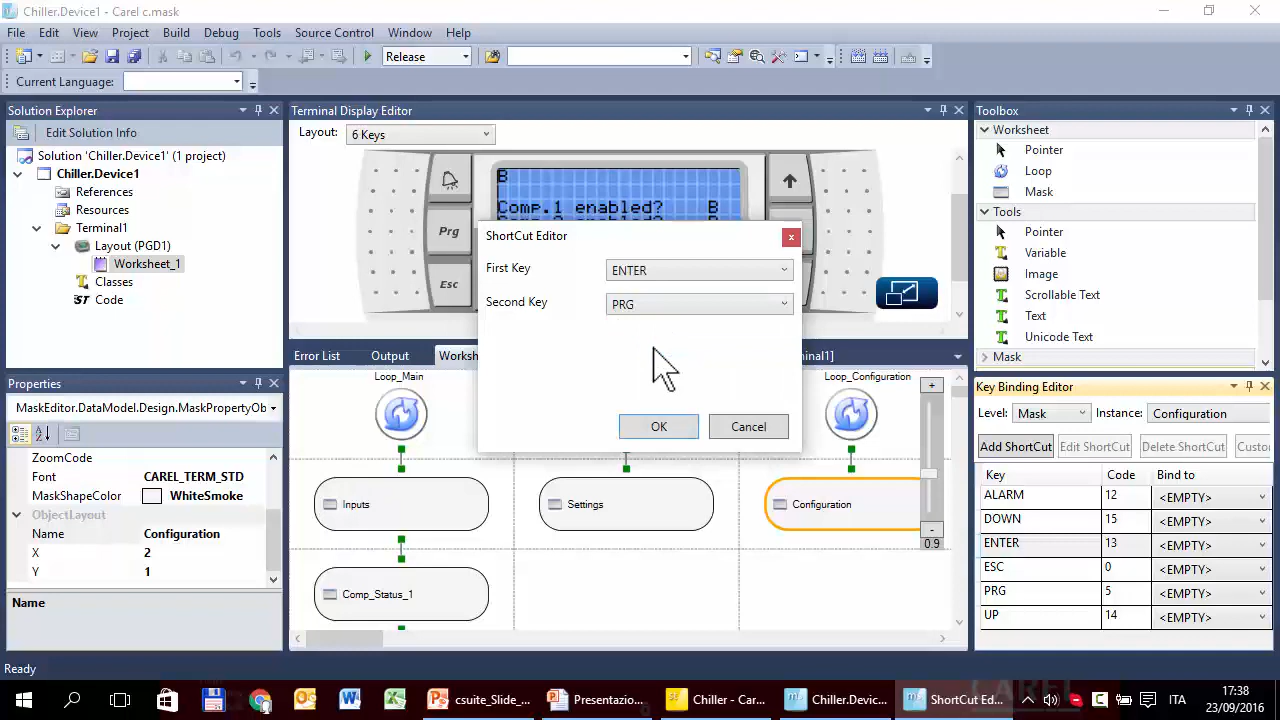 Chiller.Device1 - Carel c.mask
File Edit View Project Build Debug Tools Source Control Window Help
Release
Current Language:
Solution Explorer
Edit Solution Info
Solution 'Chiller.Device1' (1 project)
Chiller.Device1
References
Resources
Terminal1
Layout (PGD1)
Worksheet_1
Classes
Code
Terminal Display Editor
Layout: 6 Keys
B
Comp.1 enabled? B
Prg
Esc
ShortCut Editor
First Key ENTER
Second Key PRG
OK Cancel
Toolbox
Worksheet
Pointer
Loop
Mask
Tools
Pointer
Variable
Image
Scrollable Text
Text
Unicode Text
Mask
Error List Output Worksh
inal1]
Loop_Main
Loop_Configuration
Inputs
Settings
Configuration
Comp_Status_1
+
-
0.9
Properties
MaskEditor.DataModel.Design.MaskPropertyOb
ZoomCode
Font CAREL_TERM_STD
MaskShapeColor WhiteSmoke
ObjectLayout
Name Configuration
X 2
Y 1
Name
Key Binding Editor
Level: Mask Instance: Configuration
Add ShortCut Edit ShortCut Delete ShortCut Custo
Key Code Bind to
ALARM 12 <EMPTY>
DOWN 15 <EMPTY>
ENTER 13 <EMPTY>
ESC 0 <EMPTY>
PRG 5 <EMPTY>
UP 14 <EMPTY>
Ready
csuite_Slide_... Presentazio... Chiller - Car... Chiller.Devic... ShortCut Edi... ITA
17:38
23/09/2016